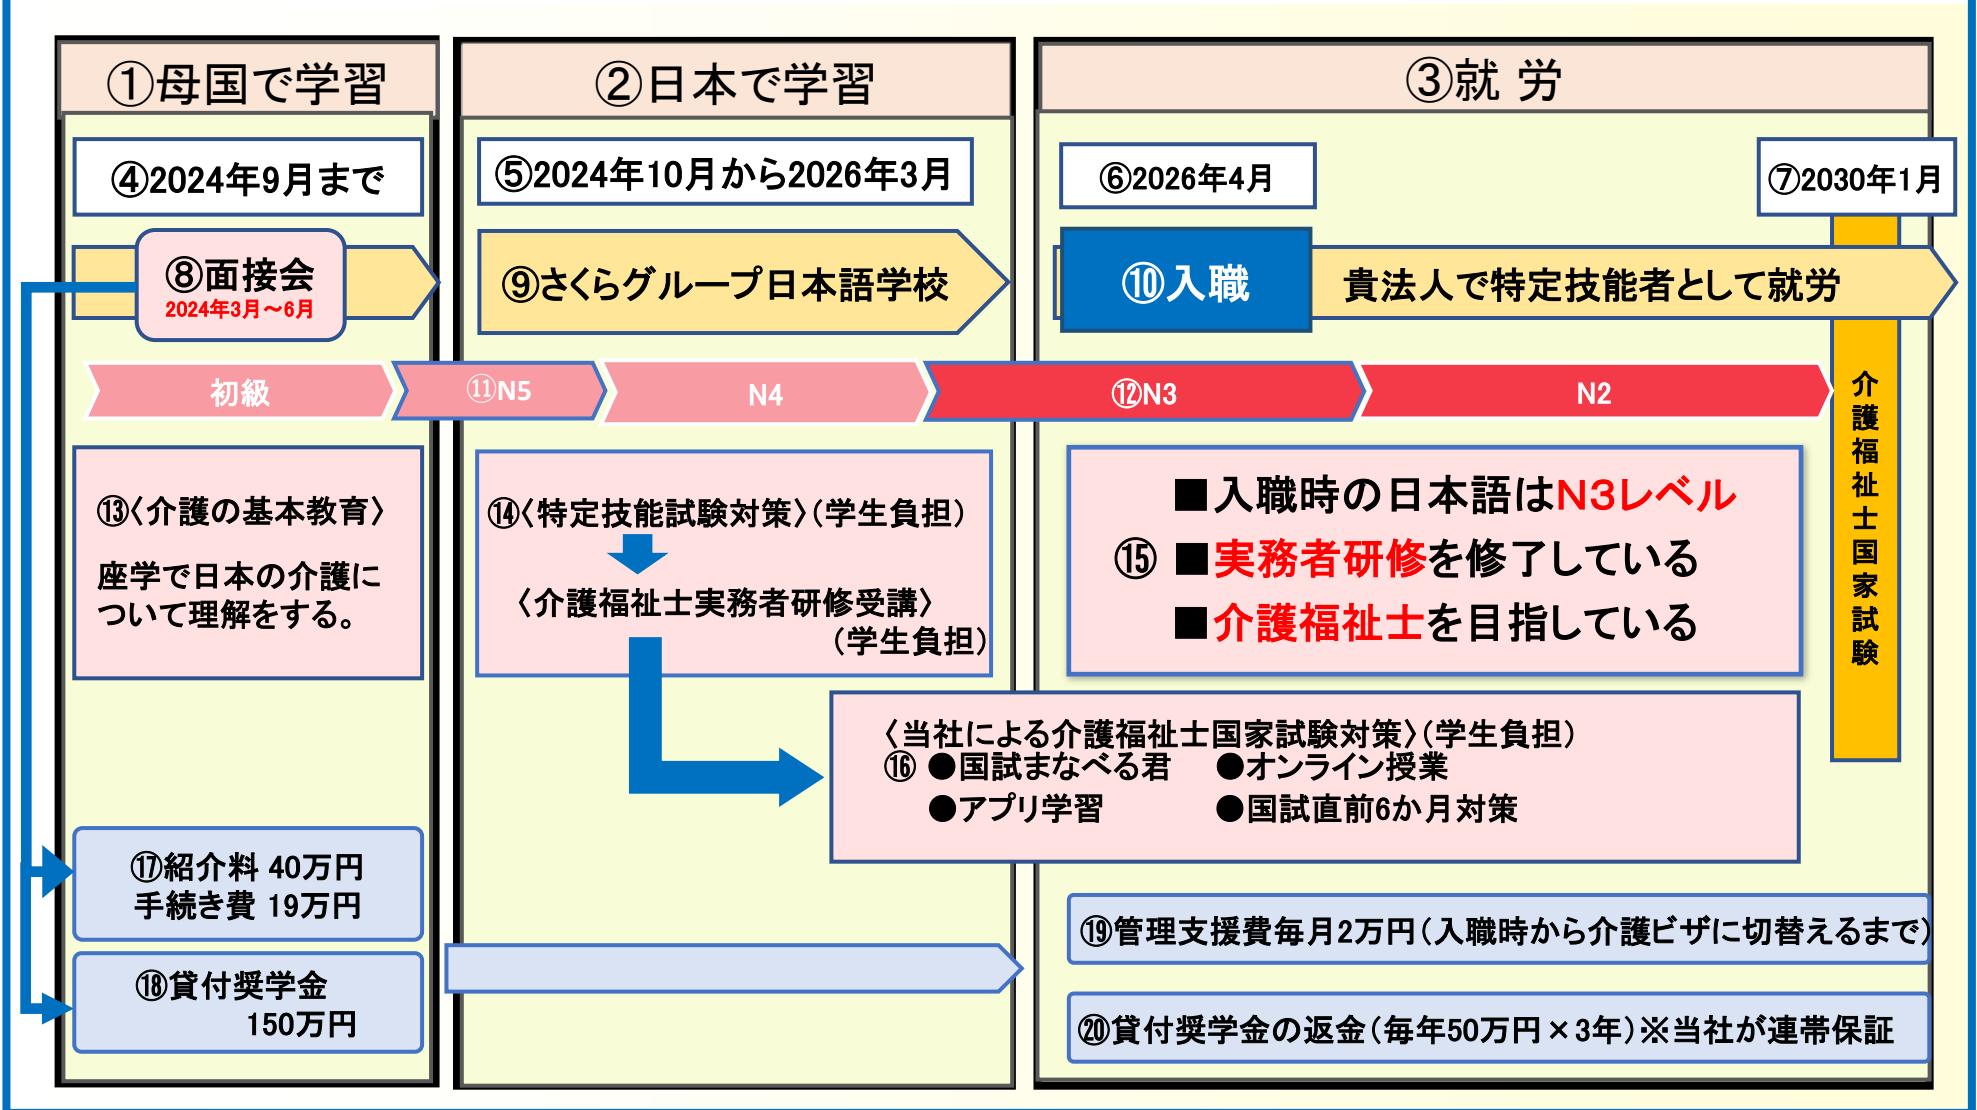 ①母国で学習
②日本で学習
③就 労
④2024年9月まで
⑤2024年10月から2026年3月
⑥2026年4月
⑦2030年1月
⑧面接会
2024年3月～6月
⑨さくらグループ日本語学校
⑩入職
貴法人で特定技能者として就労
初級
⑪N5
N4
⑫N3
N2
介護福祉士国家試験
⑬〈介護の基本教育〉
座学で日本の介護に
ついて理解をする。
⑭〈特定技能試験対策〉（学生負担）
〈介護福祉士実務者研修受講〉
（学生負担）
■入職時の日本語はN3レベル
⑮ ■実務者研修を修了している
■介護福祉士を目指している
〈当社による介護福祉士国家試験対策〉（学生負担）
⑯ ●国試まなべる君 ●オンライン授業
●アプリ学習 ●国試直前6か月対策
⑰紹介料 40万円
手続き費 19万円
⑱貸付奨学金
150万円
⑲管理支援費毎月2万円（入職時から介護ビザに切替えるまで）
⑳貸付奨学金の返金（毎年50万円×3年）※当社が連帯保証